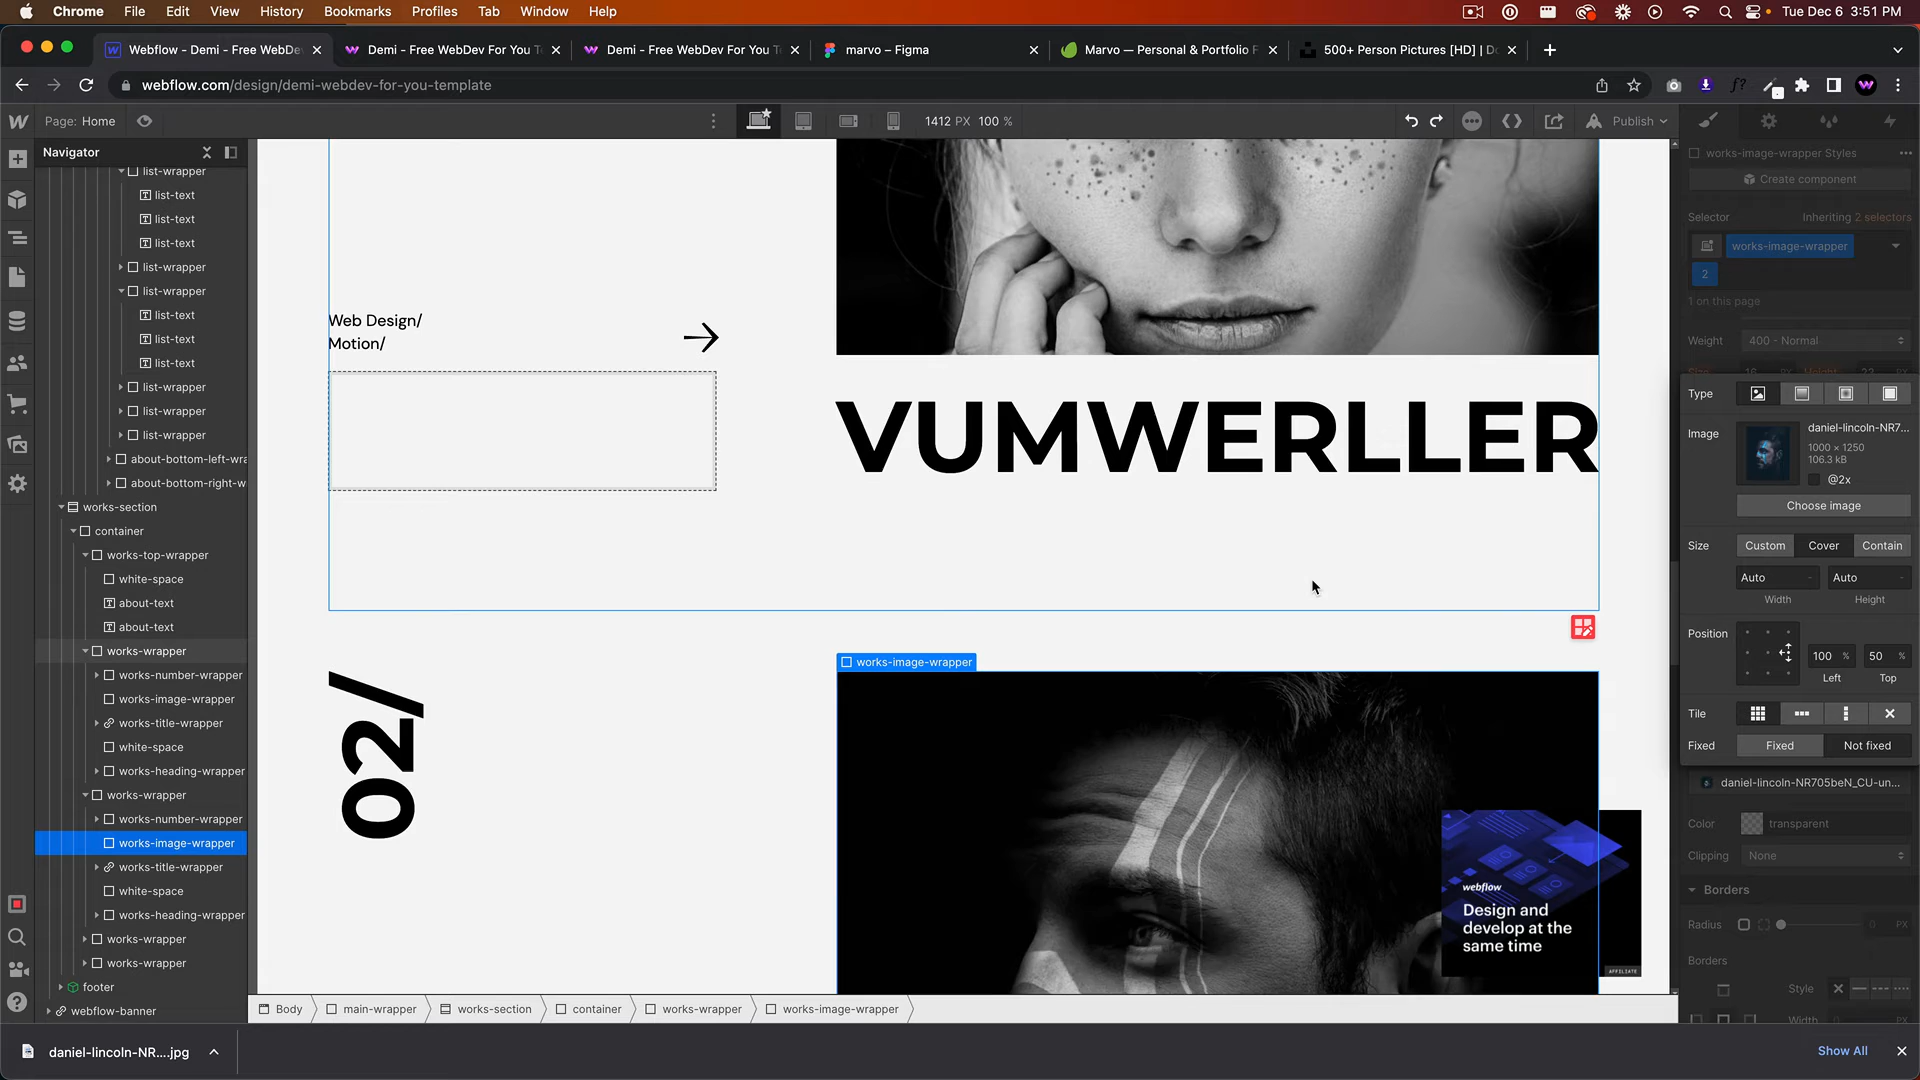 Chrome File Edit View History Bookmarks Profiles Tab Window Help Tue Dec 6 3:51 PM
Webflow - Demi - Free WebDe Demi - Free WebDev For You T Demi - Free WebDev For You T marvo – Figma Marvo — Personal & Portfolio F 500+ Person Pictures [HD] | Do
webflow.com/design/demi-webdev-for-you-template
Page: Home 1412 PX 100 % Publish
Navigator
list-wrapper
list-text
list-text
list-text
list-wrapper
list-wrapper
list-text
list-text
list-text
list-wrapper
list-wrapper
list-wrapper
about-bottom-left-wra
about-bottom-right-w
works-section
container
works-top-wrapper
white-space
about-text
about-text
works-wrapper
works-number-wrapper
works-image-wrapper
works-title-wrapper
white-space
works-heading-wrapper
works-wrapper
works-number-wrapper
works-image-wrapper
works-title-wrapper
white-space
works-heading-wrapper
works-wrapper
works-wrapper
footer
webflow-banner
Web Design/
Motion/
VUMWERLLER
works-image-wrapper
02/
webflow
Design and
develop at the
same time
AFFILIATE
Body main-wrapper works-section container works-wrapper works-image-wrapper
works-image-wrapper Styles
Create component
Selector Inheriting 2 selectors
works-image-wrapper
2
1 on this page
Weight 400 - Normal
Type
Image daniel-lincoln-NR7...
1000 × 1250
106.3 kB
@2x
Choose image
Size Custom Cover Contain
Auto - Auto -
Width Height
Position 100 % 50 %
Left Top
Tile
Fixed Fixed Not fixed
daniel-lincoln-NR705beN_CU-un...
Color transparent
Clipping None
Borders
Radius 0 PX
Borders
Style
Width 0 PX
daniel-lincoln-NR....jpg Show All